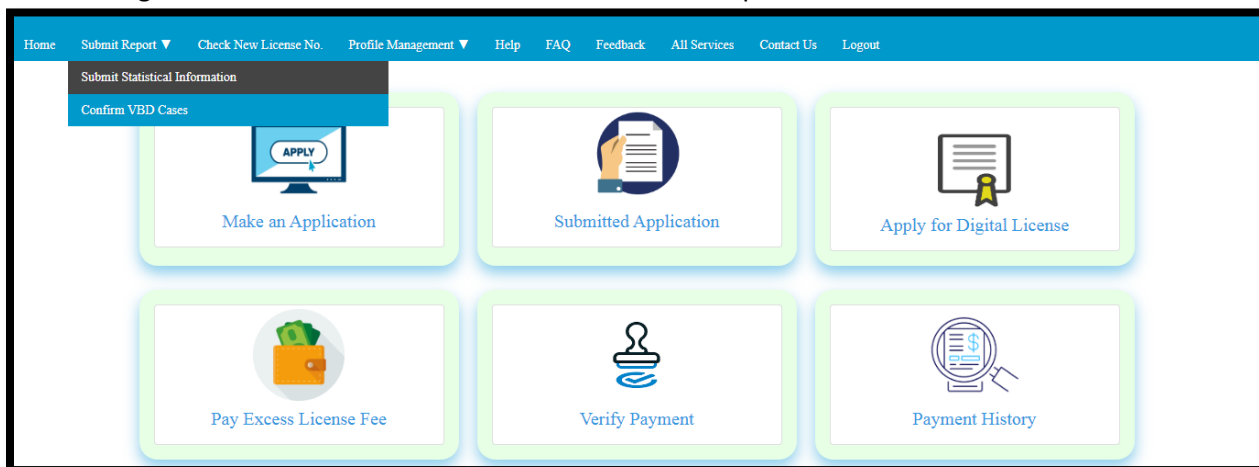 Home Submit Report ▼ Check New License No. Profile Management ▼ Help FAQ Feedback All Services Contact Us Logout
Submit Statistical Information
Confirm VBD Cases
APPLY
Make an Application
Submitted Application
Apply for Digital License
$
Pay Excess License Fee
Verify Payment
Payment History